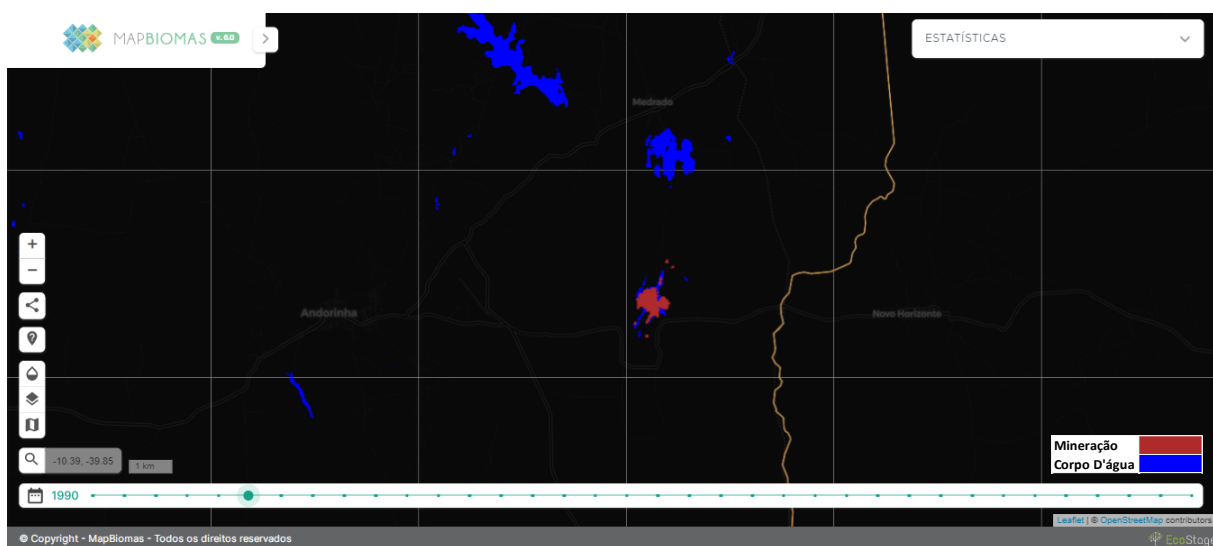 MAPBIOMAS v. 6.0 >
ESTATÍSTICAS
Medrado
+
−
Andorinha
Novo Horizonte
Mineração
Corpo D'água
-10.39, -39.85
1 km
1990
Leaflet | © OpenStreetMap contributors
© Copyright - MapBiomas - Todos os direitos reservados
EcoStage